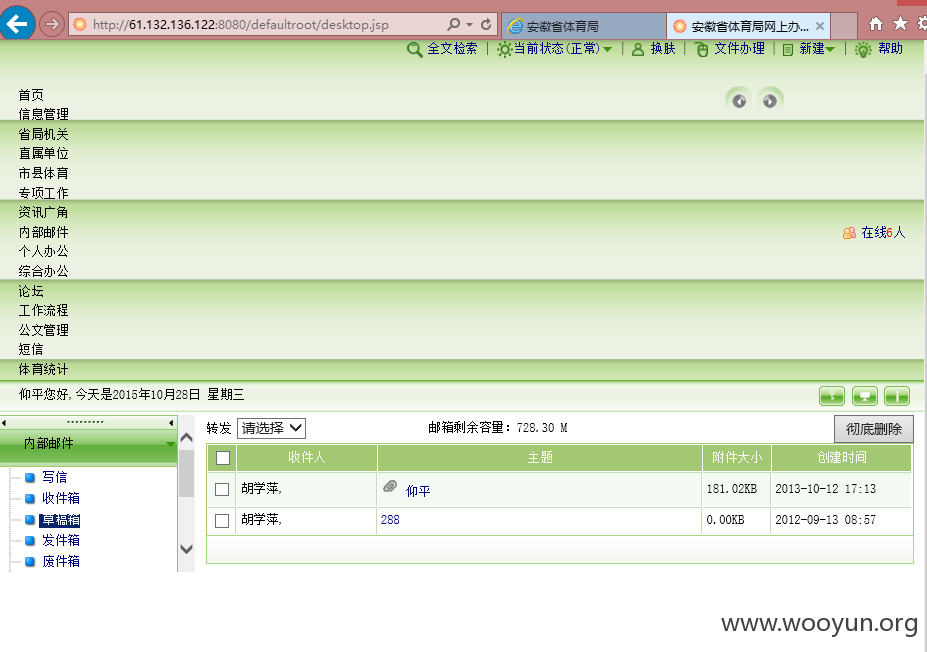 http://61.132.136.122:8080/defaultroot/desktop.jsp 安徽省体育局 安徽省体育局网上办...
全文检索 当前状态(正常) 换肤 文件办理 新建 帮助
首页
信息管理
省局机关
直属单位
市县体育
专项工作
资讯广角
内部邮件
在线6人
个人办公
综合办公
论坛
工作流程
公文管理
短信
体育统计
仰平您好,今天是2015年10月28日 星期三
内部邮件
写信
收件箱
草稿箱
发件箱
废件箱
转发 请选择 邮箱剩余容量：728.30 M 彻底删除
收件人 主题 附件大小 创建时间
胡学萍, 仰平 181.02KB 2013-10-12 17:13
胡学萍, 288 0.00KB 2012-09-13 08:57
www.wooyun.org